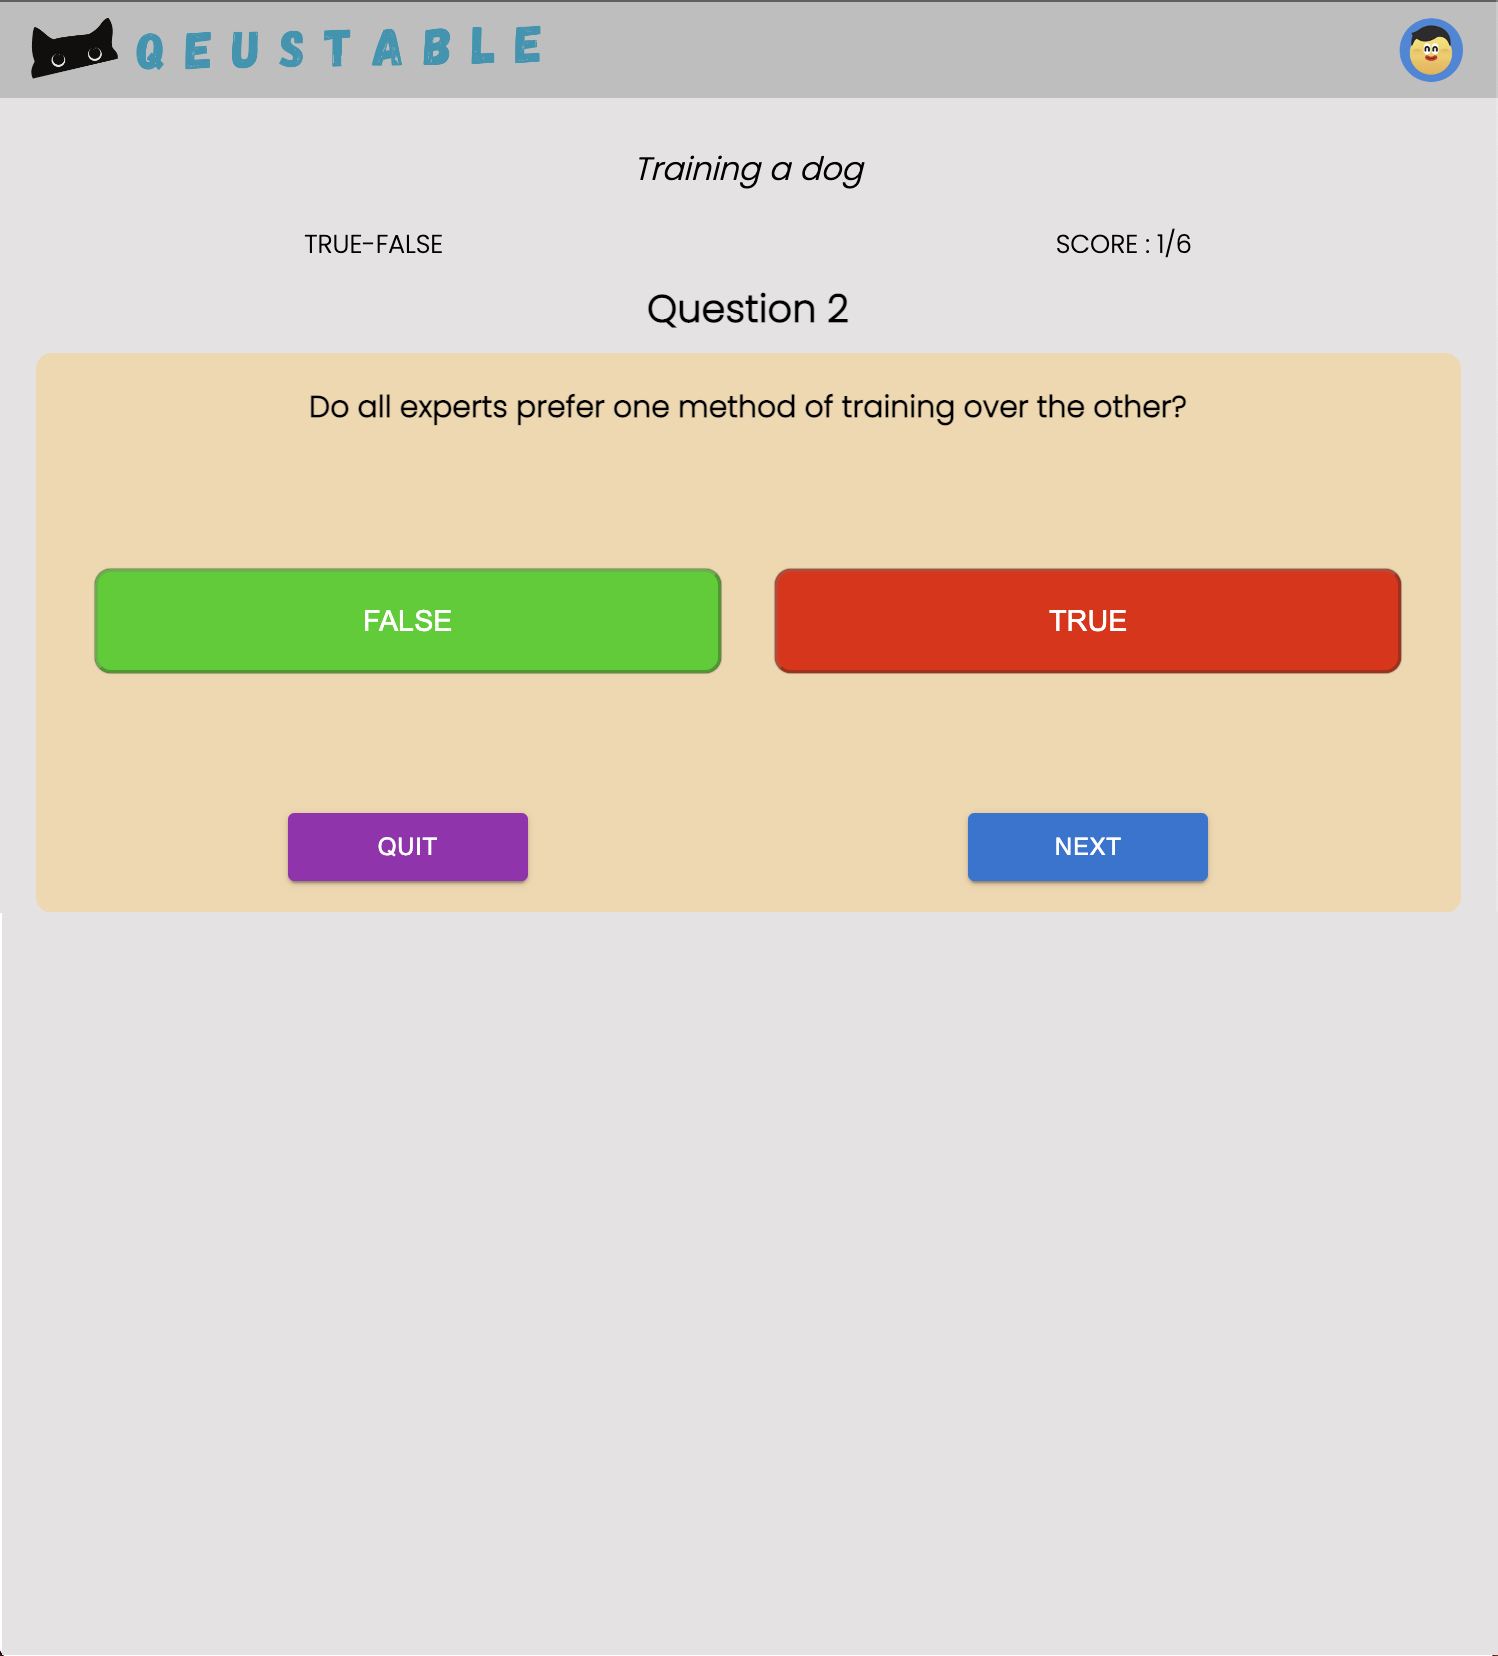 QEUSTABLE
Training a dog
TRUE-FALSE
SCORE : 1/6
Question 2
Do all experts prefer one method of training over the other?
FALSE
TRUE
QUIT
NEXT